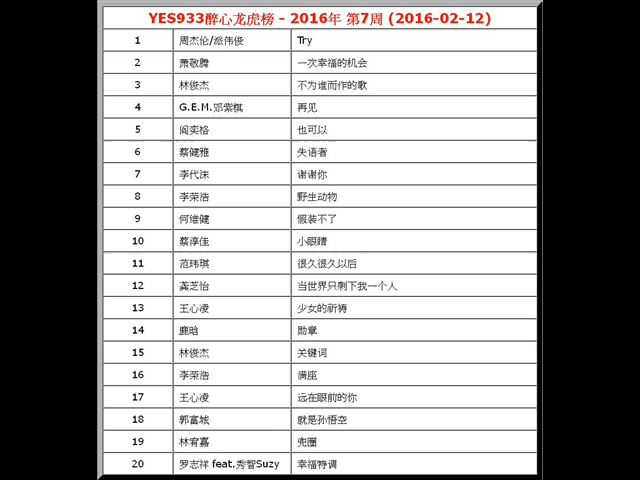 YES933醉心龙虎榜 - 2016年 第7周 (2016-02-12)
1 周杰伦/派伟俊 Try
2 萧敬腾 一次幸福的机会
3 林俊杰 不为谁而作的歌
4 G.E.M.邓紫棋 再见
5 阎奕格 也可以
6 蔡健雅 失语者
7 李代沫 谢谢你
8 李荣浩 野生动物
9 何维健 假装不了
10 蔡淳佳 小眼睛
11 范玮琪 很久很久以后
12 龚芝怡 当世界只剩下我一个人
13 王心凌 少女的祈祷
14 鹿晗 勋章
15 林俊杰 关键词
16 李荣浩 满座
17 王心凌 远在眼前的你
18 郭富城 就是孙悟空
19 林宥嘉 兜圈
20 罗志祥 feat.秀智Suzy 幸福特调